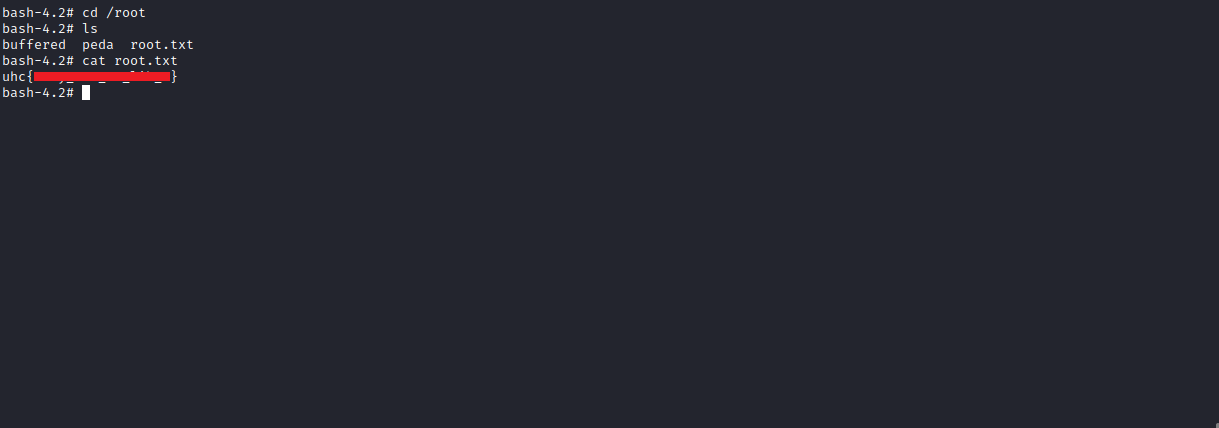 bash-4.2# cd /root
bash-4.2# ls
buffered  peda  root.txt
bash-4.2# cat root.txt
uhc{}
bash-4.2#